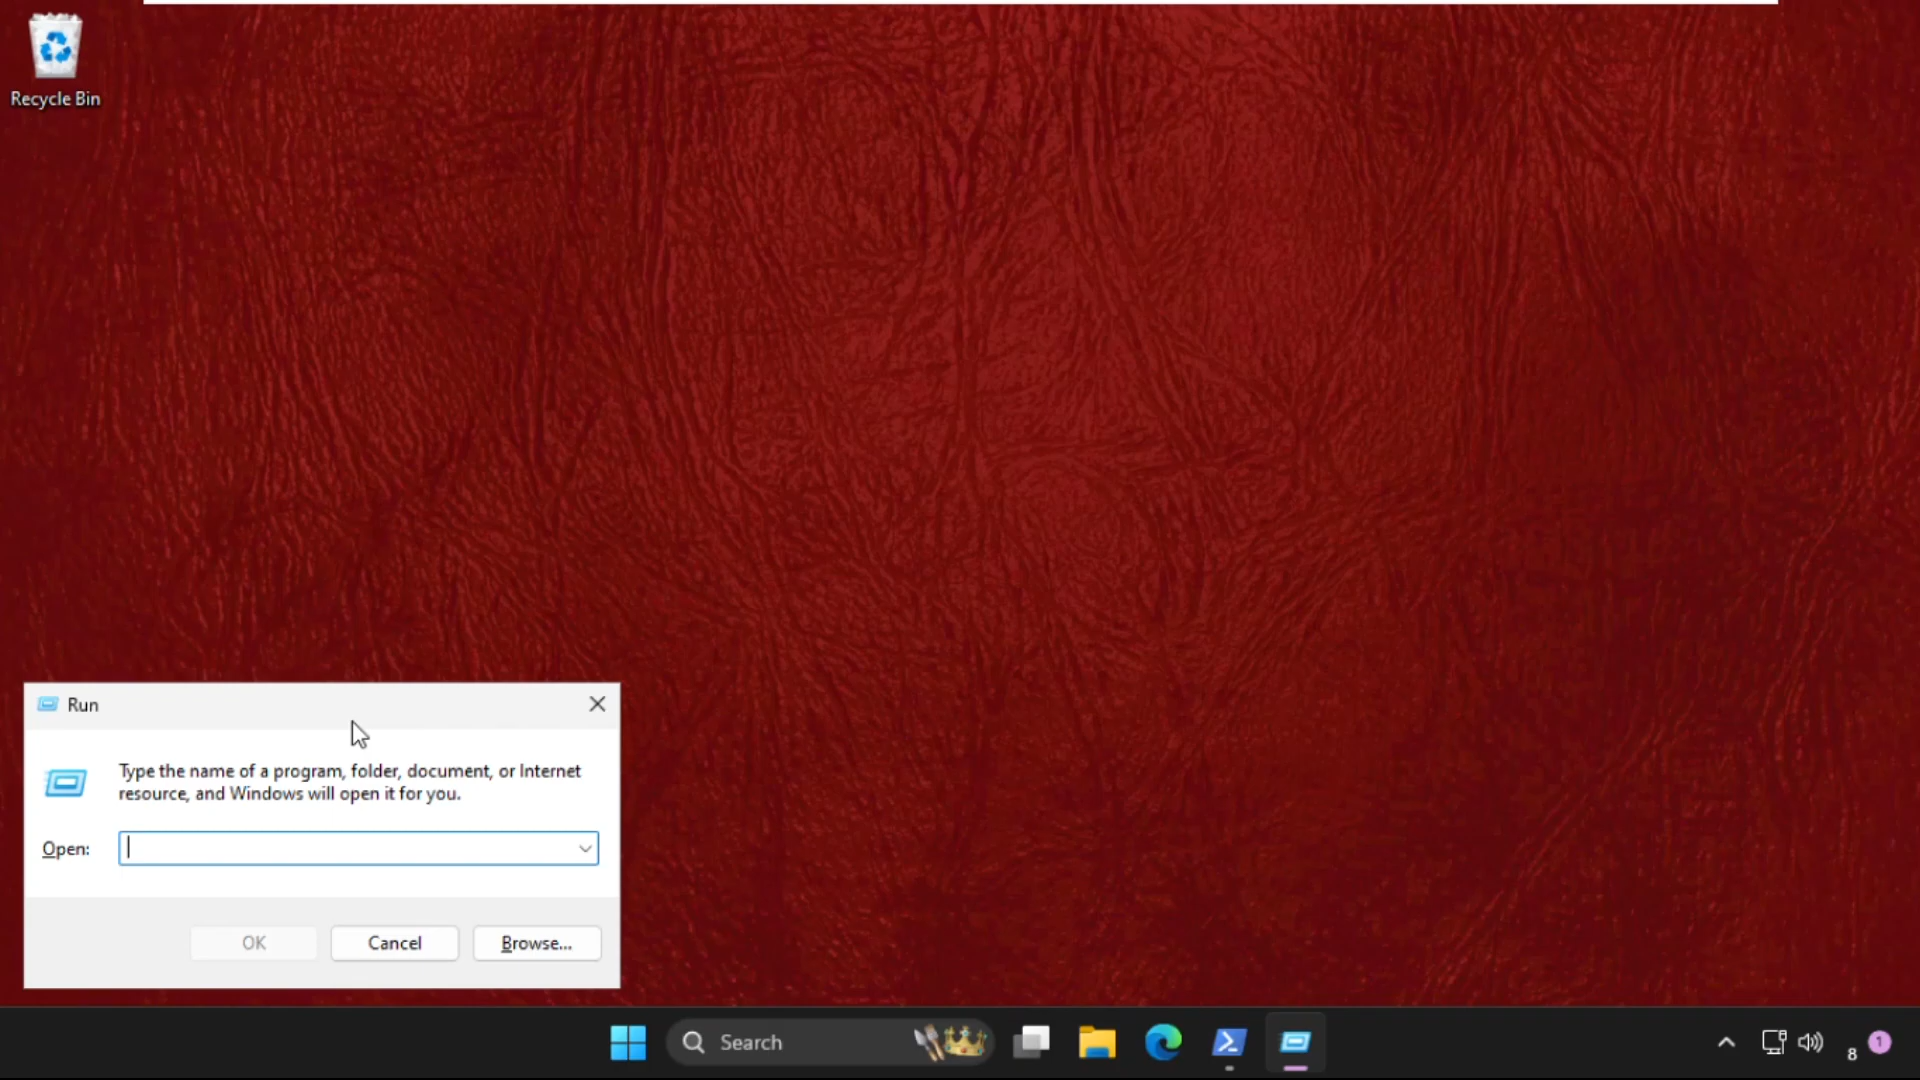 Recycle Bin
Run
Type the name of a program, folder, document, or Internet
resource, and Windows will open it for you.
Open:
OK
Cancel
Browse...
Search
8
1